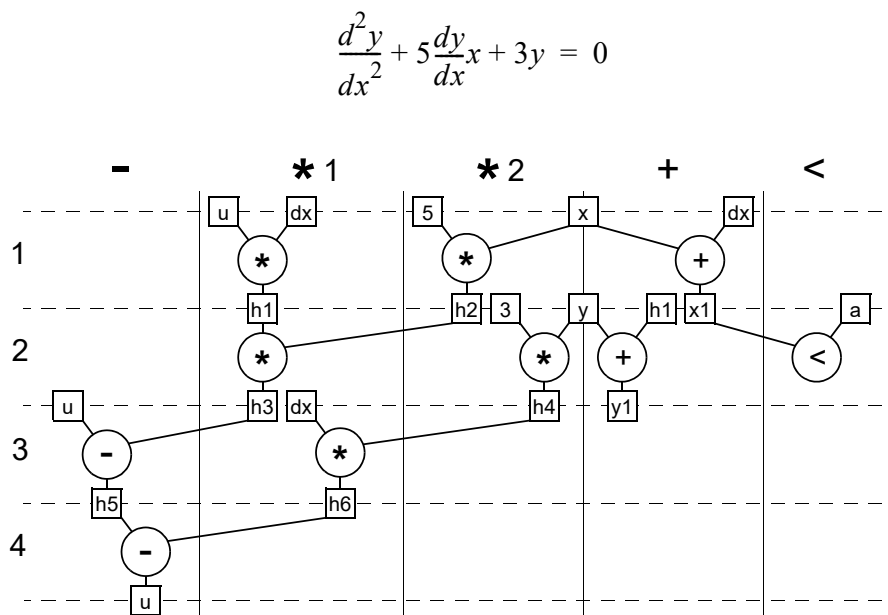 d²y/dx² + 5 dy/dx x + 3y = 0
- * 1 * 2 + <
u dx 5 x dx
1 * * +
h1 h2 3 y h1 x1 a
2 * * + <
u h3 dx h4 y1
3 - *
h5 h6
4 -
u